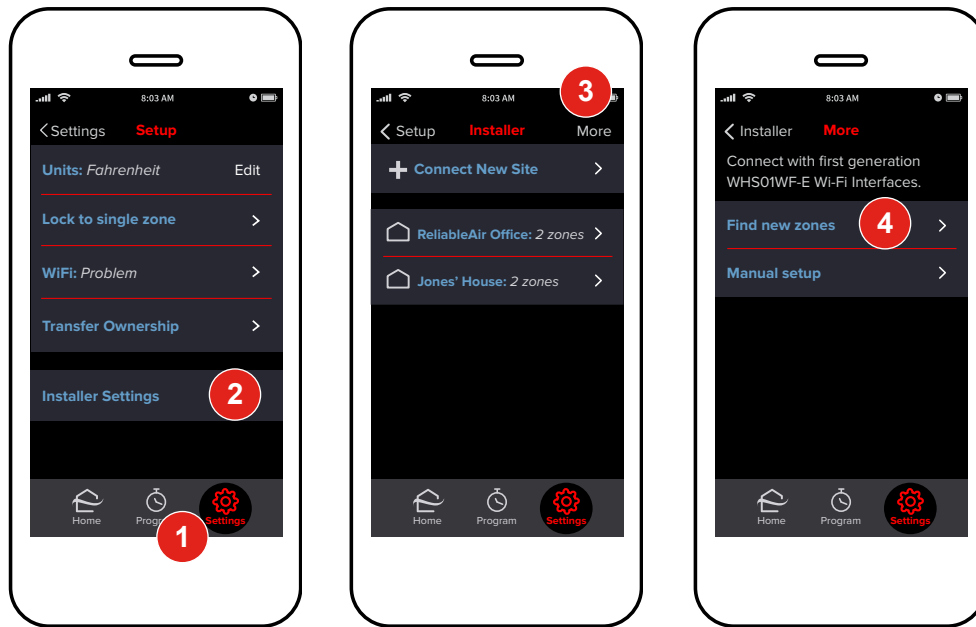 8:03 AM
Settings Setup
Units: Fahrenheit Edit
Lock to single zone
WiFi: Problem
Transfer Ownership
Installer Settings 2
Home Settings
1
8:03 AM 3
Setup Installer More
Connect New Site
ReliableAir Office: 2 zones
Jones' House: 2 zones
Home Program Settings
8:03 AM
Installer More
Connect with first generation
WHS01WF-E Wi-Fi Interfaces.
Find new zones 4
Manual setup
Home Program Settings